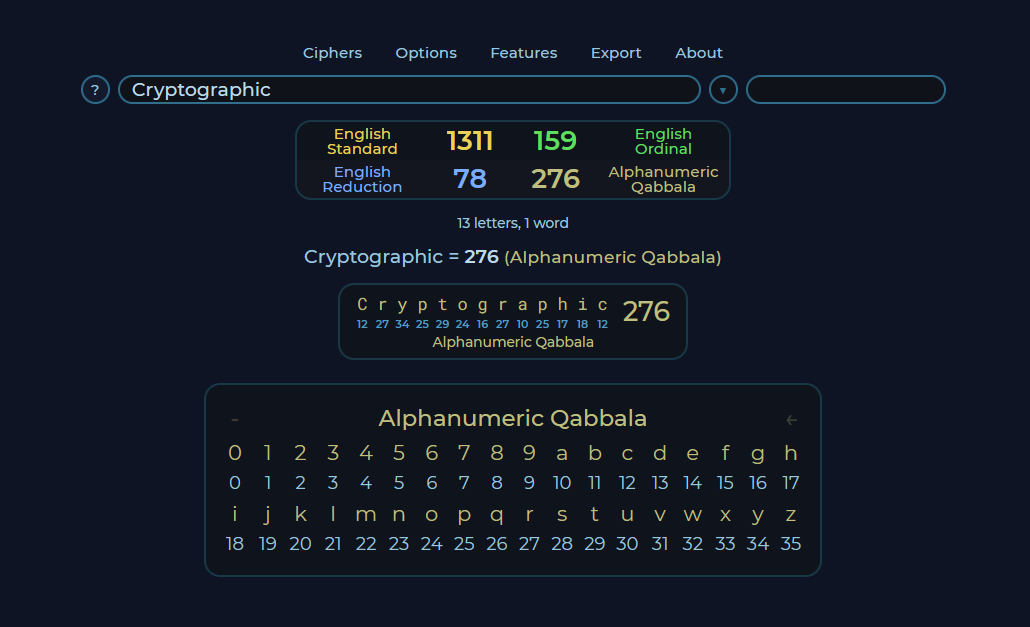 Ciphers Options Features Export About
? Cryptographic ▼
English Standard 1311 159 English Ordinal
English Reduction 78 276 Alphanumeric Qabbala
13 letters, 1 word
Cryptographic = 276 (Alphanumeric Qabbala)
C r y p t o g r a p h i c 276
12 27 34 25 29 24 16 27 10 25 17 18 12
Alphanumeric Qabbala
- Alphanumeric Qabbala ←
0 1 2 3 4 5 6 7 8 9 a b c d e f g h
0 1 2 3 4 5 6 7 8 9 10 11 12 13 14 15 16 17
i j k l m n o p q r s t u v w x y z
18 19 20 21 22 23 24 25 26 27 28 29 30 31 32 33 34 35